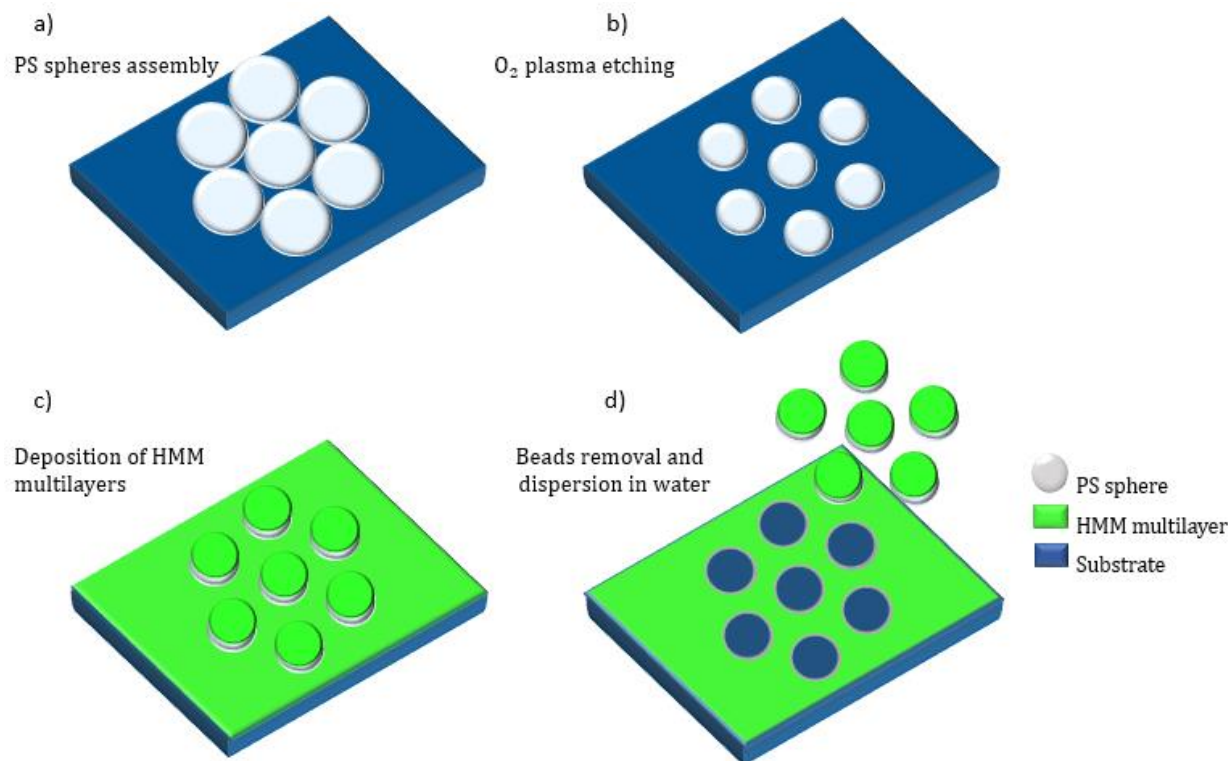 a)
PS spheres assembly
b)
O₂ plasma etching
c)
Deposition of HMM
multilayers
d)
Beads removal and
dispersion in water
PS sphere
HMM multilayer
Substrate